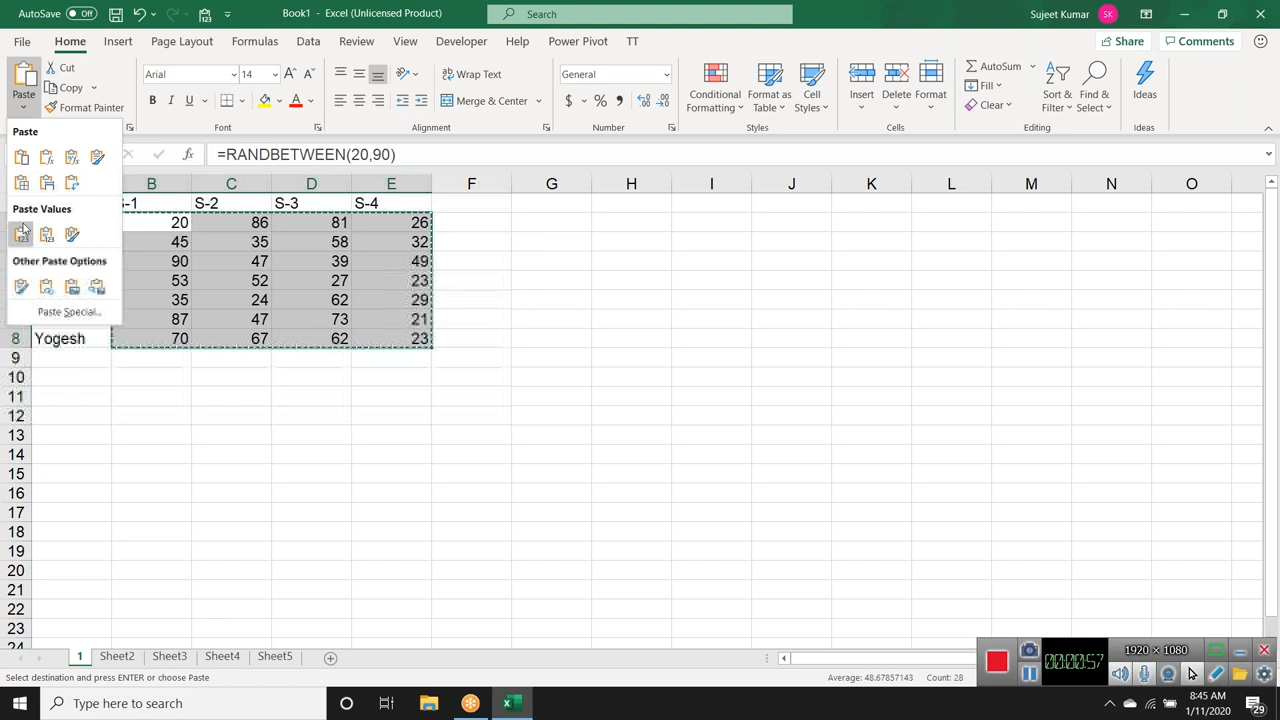 AutoSave Off Book1 - Excel (Unlicensed Product) Search Sujeet Kumar SK
File Home Insert Page Layout Formulas Data Review View Developer Help Power Pivot TT Share Comments
Paste Cut Copy Format Painter
Arial 14 Wrap Text General
B I U Merge & Center $ % ,
Conditional Formatting Format as Table Cell Styles Insert Delete Format
AutoSum Fill Clear Sort & Filter Find & Select Ideas
Font Alignment Number Styles Cells Editing Ideas
Paste
=RANDBETWEEN(20,90)
Paste Values
Other Paste Options
Paste Special...
B C D E F G H I J K L M N O
S-1 S-2 S-3 S-4
20 86 81 26
45 35 58 32
90 47 39 49
53 52 27 23
35 24 62 29
87 47 73 21
8 Yogesh 70 67 62 23
9
10
11
12
13
14
15
16
17
18
19
20
21
22
23
24
1 Sheet2 Sheet3 Sheet4 Sheet5
Select destination and press ENTER or choose Paste Average: 48.67857143 Count: 28
00:00:57 1920 × 1080
Type here to search
8:45 AM
1/11/2020
29